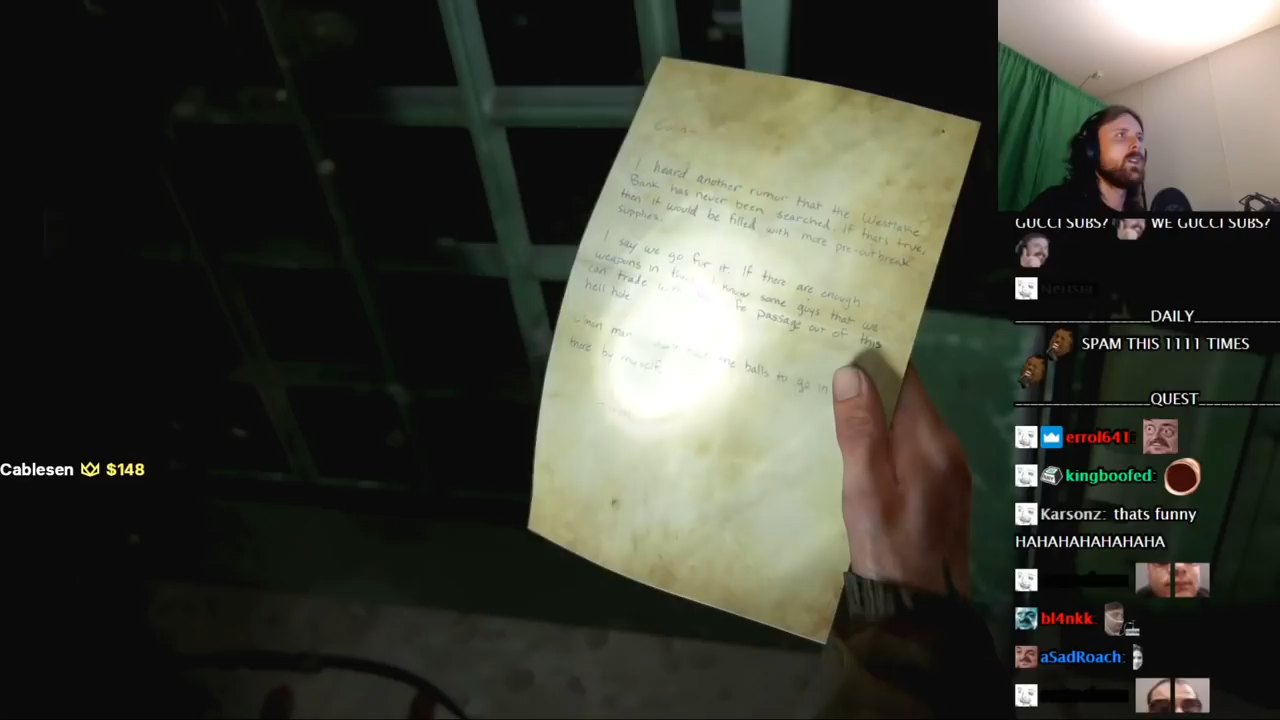 I heard another rumor that the Westlake
Bank has never been searched. If that's true,
then it would be filled with more pre-outbreak
supplies.
I say we go for it. If there are enough
weapons in know some guys that we
can trade passage out of this
hell hole.
C'mon man balls to go in
there by myself.
Cablesen $148
GUCCI SUBS? WE GUCCI SUBS?
DAILY
SPAM THIS 1111 TIMES
QUEST
errol641:
kingboofed:
Karsonz: thats funny
HAHAHAHAHAHAHA
bl4nkk:
aSadRoach: